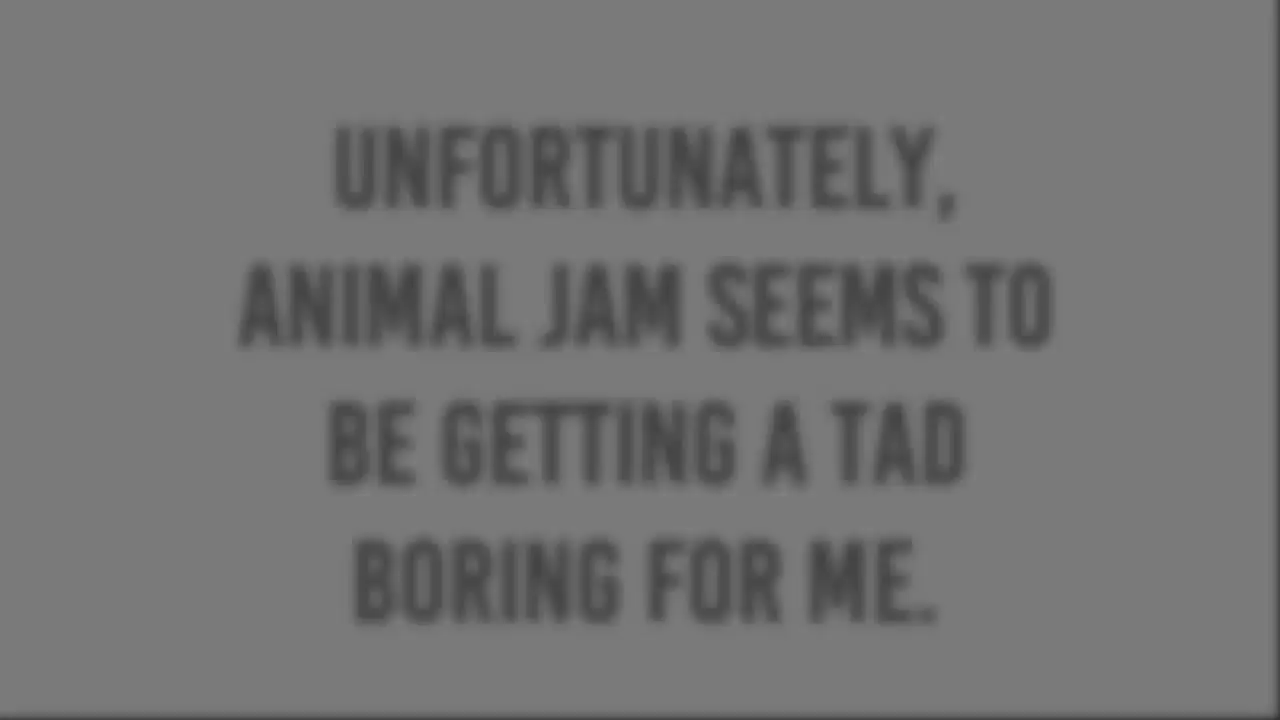 UNFORTUNATELY,
ANIMAL JAM SEEMS TO
BE GETTING A TAD
BORING FOR ME.